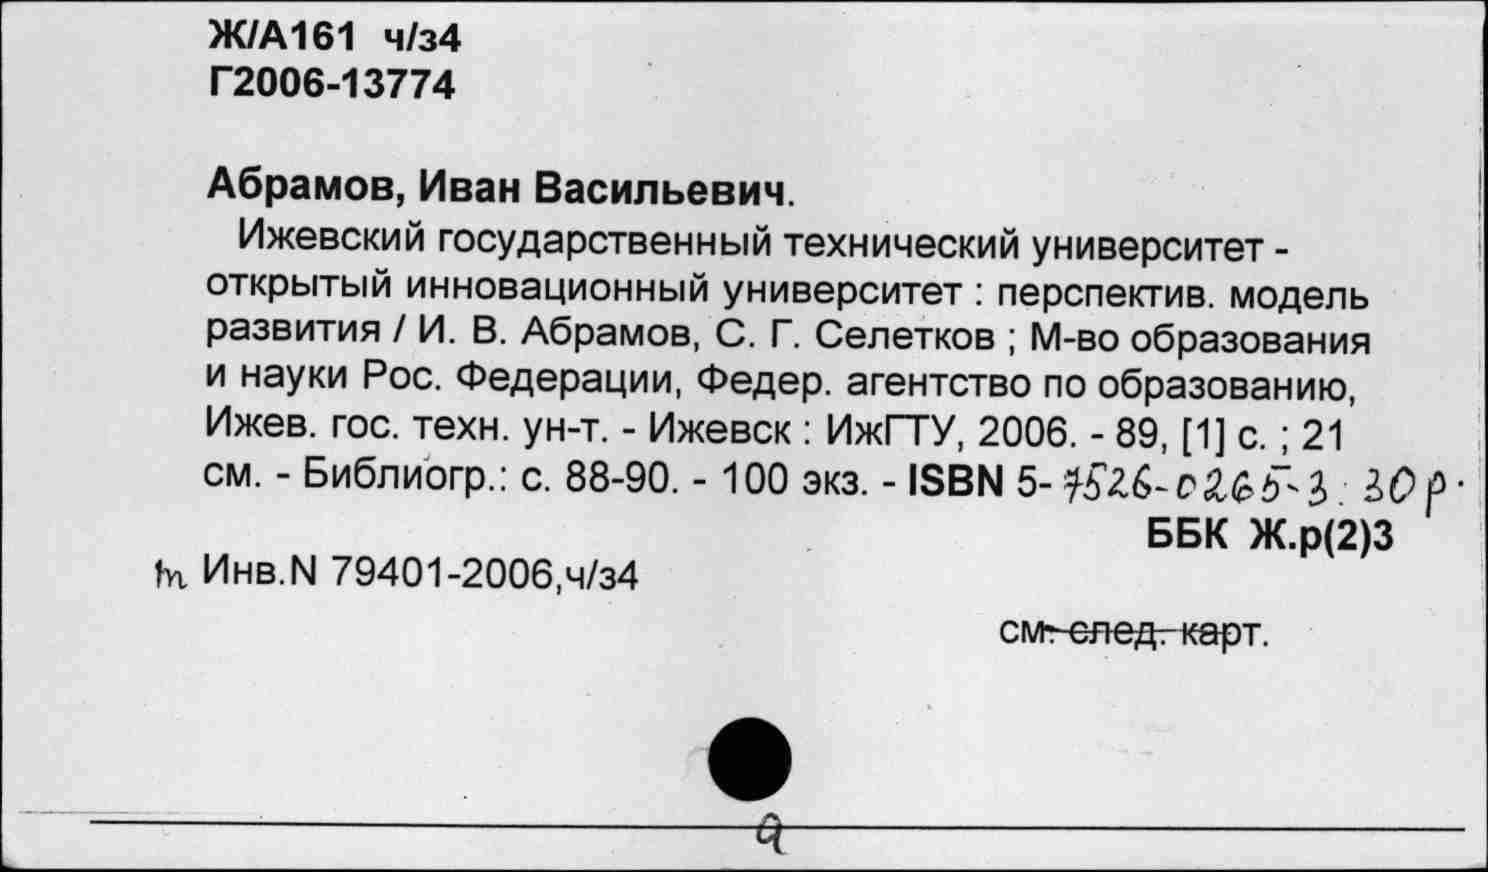 Ж/А161 ч/з4
Г2006-13774
Абрамов, Иван Васильевич.
Ижевский государственный технический университет -
открытый инновационный университет : перспектив. модель
развития / И. В. Абрамов, С. Г. Селетков ; М-во образования
и науки Рос. Федерации, Федер. агентство по образованию,
Ижев. гос. техн. ун-т. - Ижевск : ИжГТУ, 2006. - 89, [1] с. ; 21
см. - Библиогр.: с. 88-90. - 100 экз. - ISBN 5-7526-0265-3. 30 р.
ББК Ж.р(2)3
Инв.N 79401-2006,ч/з4
см. след. карт.